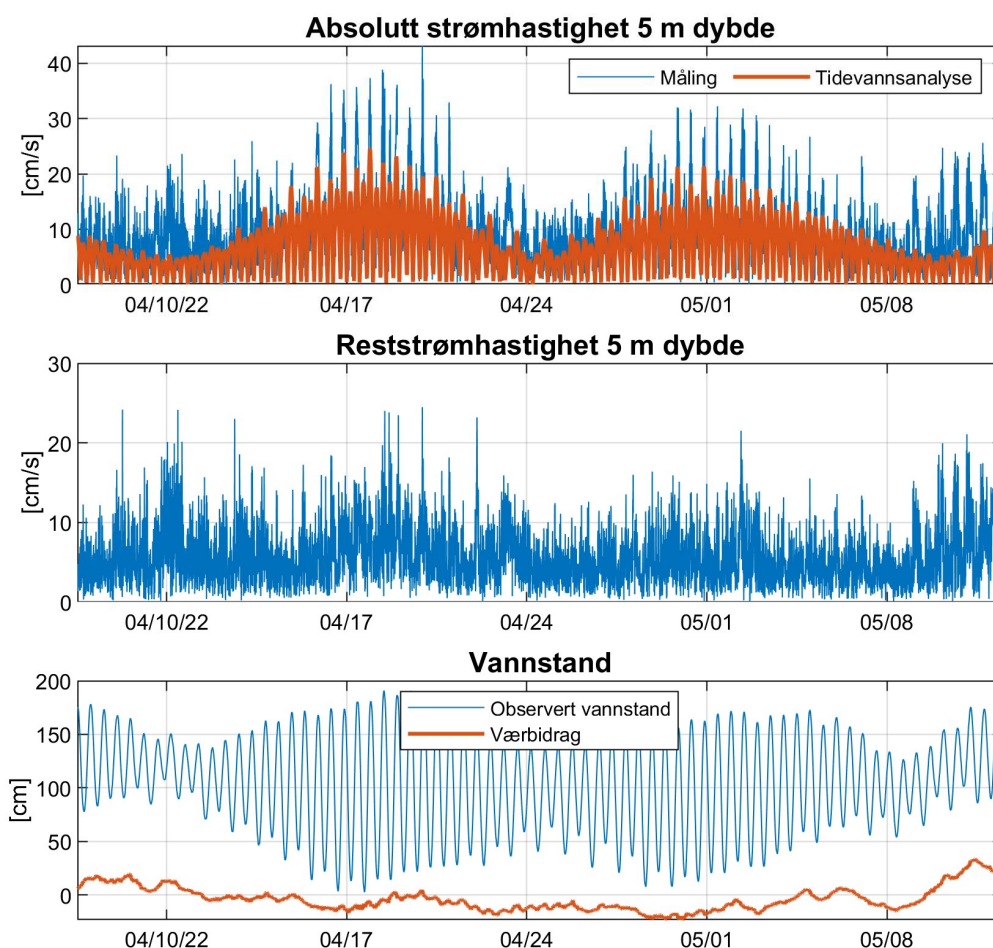 Absolutt strømhastighet 5 m dybde
Måling
Tidevannsanalyse
[cm/s]
40
30
20
10
0
04/10/22
04/17
04/24
05/01
05/08
Reststrømhastighet 5 m dybde
[cm/s]
30
20
10
0
04/10/22
04/17
04/24
05/01
05/08
Vannstand
Observert vannstand
Værbidrag
[cm]
200
150
100
50
0
04/10/22
04/17
04/24
05/01
05/08